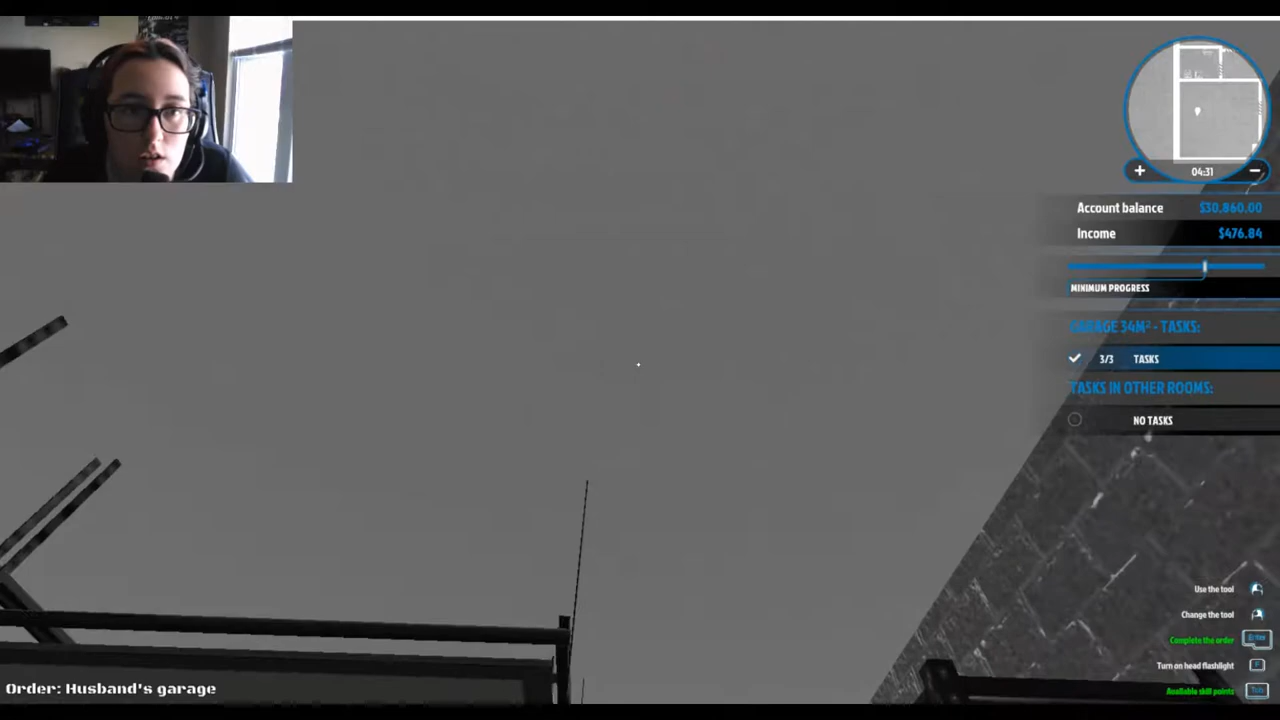 04:31
Account balance $30,860.00
Income $476.84
MINIMUM PROGRESS
GARAGE 34M² - TASKS:
3/3 TASKS
TASKS IN OTHER ROOMS:
NO TASKS
Use the tool
Change the tool
Complete the order
Turn on head flashlight F
Available skill points
Order: Husband's garage